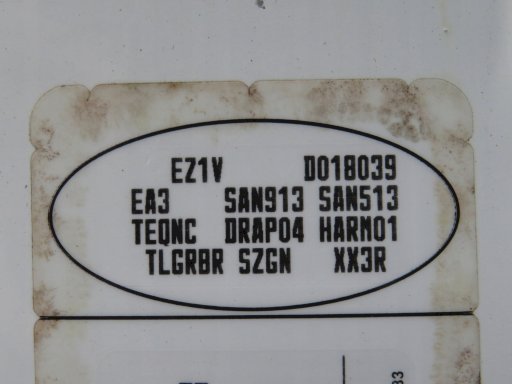 EZ1V D018039
EA3 SAN913 SAN513
TEQNC DRAP04 HARM01
TLGRBR SZGN XX3R